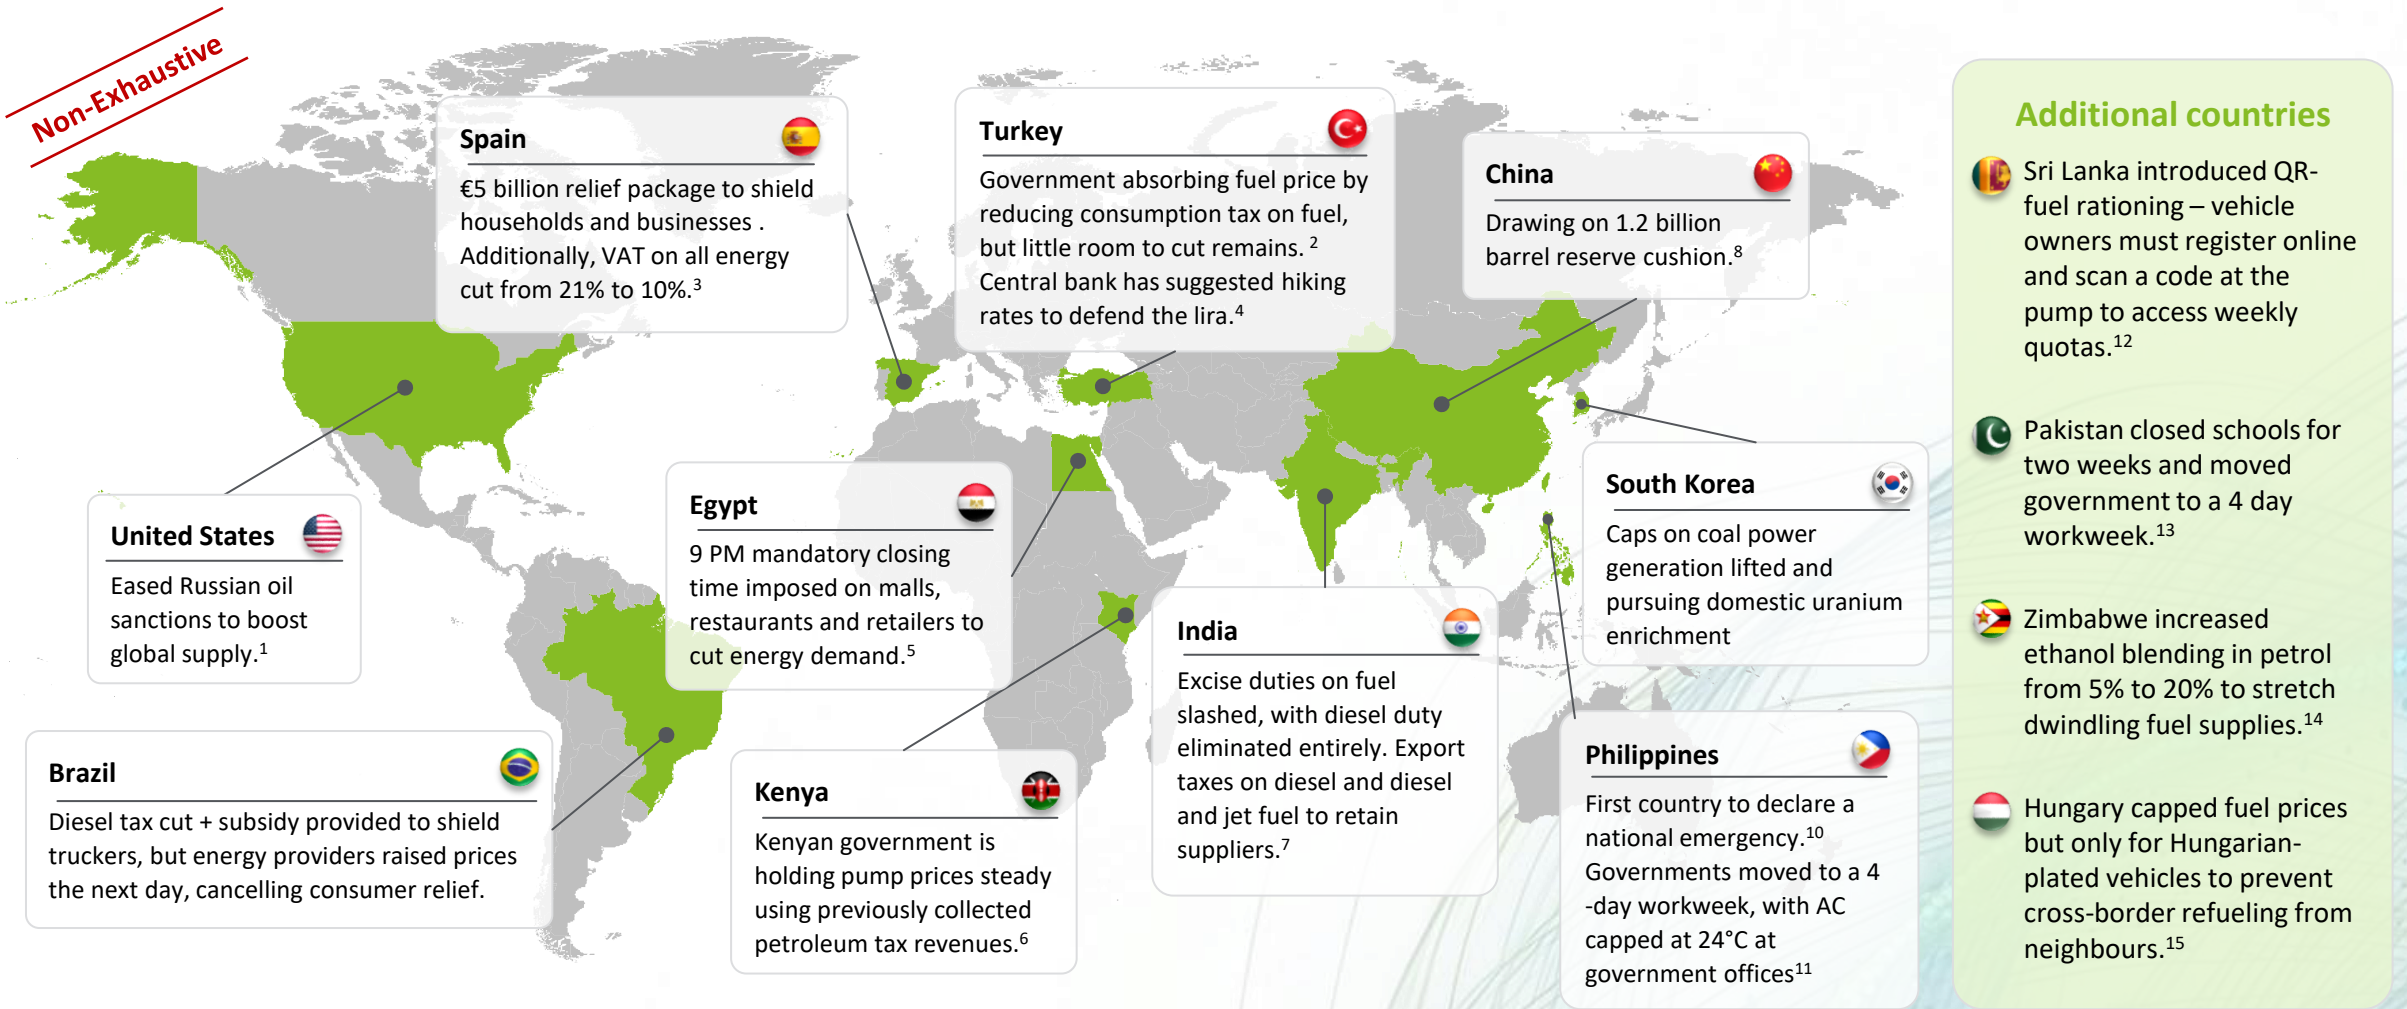 Non-Exhaustive
Spain
€5 billion relief package to shield
households and businesses .
Additionally, VAT on all energy
cut from 21% to 10%.3
Turkey
Government absorbing fuel price by
reducing consumption tax on fuel,
but little room to cut remains. 2
Central bank has suggested hiking
rates to defend the lira.4
China
Drawing on 1.2 billion
barrel reserve cushion.8
United States
Eased Russian oil
sanctions to boost
global supply.1
Egypt
9 PM mandatory closing
time imposed on malls,
restaurants and retailers to
cut energy demand.5
South Korea
Caps on coal power
generation lifted and
pursuing domestic uranium
enrichment
India
Excise duties on fuel
slashed, with diesel duty
eliminated entirely. Export
taxes on diesel and diesel
and jet fuel to retain
suppliers.7
Brazil
Diesel tax cut + subsidy provided to shield
truckers, but energy providers raised prices
the next day, cancelling consumer relief.
Kenya
Kenyan government is
holding pump prices steady
using previously collected
petroleum tax revenues.6
Philippines
First country to declare a
national emergency.10
Governments moved to a 4
-day workweek, with AC
capped at 24°C at
government offices11
Additional countries
Sri Lanka introduced QR-
fuel rationing – vehicle
owners must register online
and scan a code at the
pump to access weekly
quotas.12
Pakistan closed schools for
two weeks and moved
government to a 4 day
workweek.13
Zimbabwe increased
ethanol blending in petrol
from 5% to 20% to stretch
dwindling fuel supplies.14
Hungary capped fuel prices
but only for Hungarian-
plated vehicles to prevent
cross-border refueling from
neighbours.15